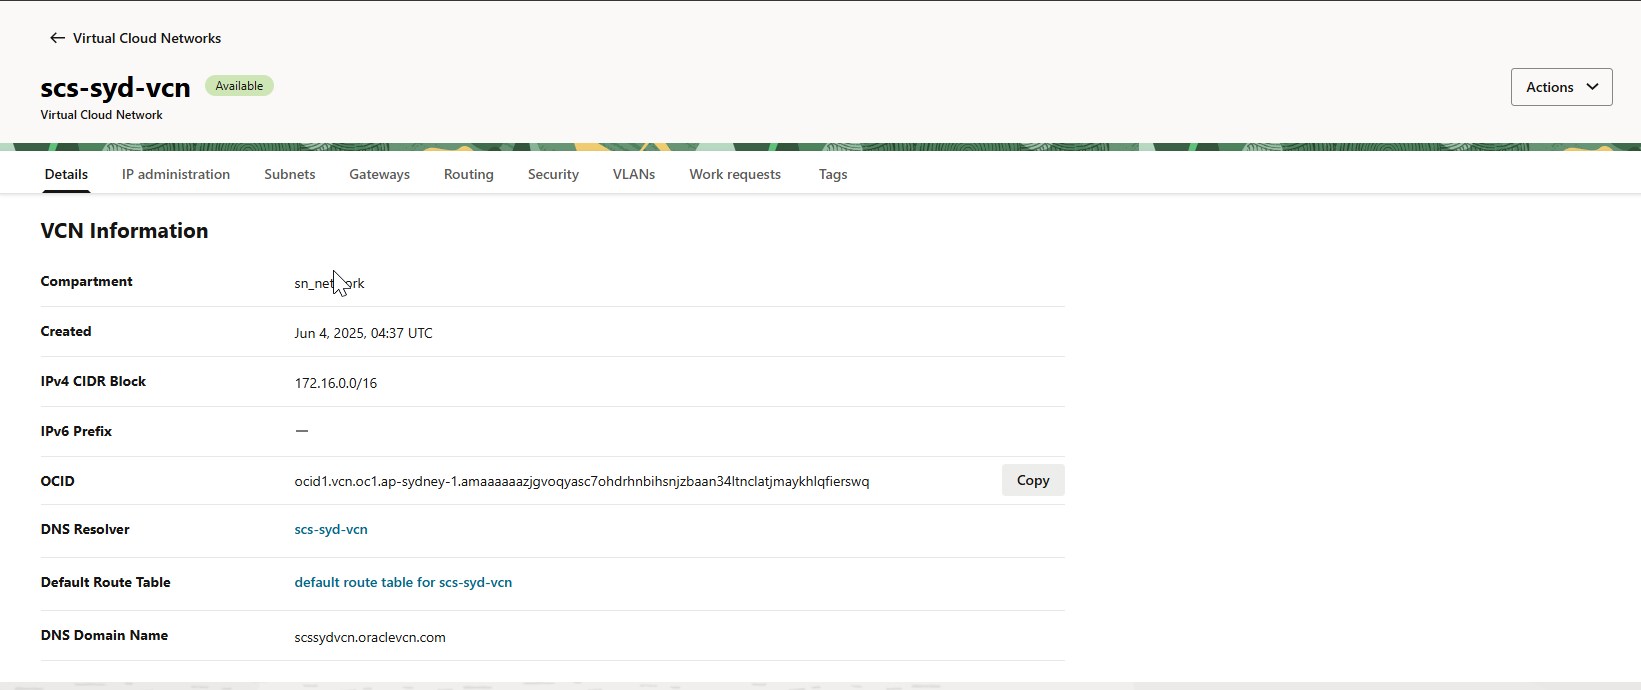 Virtual Cloud Networks
scs-syd-vcn Available
Virtual Cloud Network
Actions
Details IP administration Subnets Gateways Routing Security VLANs Work requests Tags
VCN Information
Compartment
Created Jun 4, 2025, 04:37 UTC
IPv4 CIDR Block 172.16.0.0/16
IPv6 Prefix —
OCID ocid1.vcn.oc1.ap-sydney-1.amaaaaaazjgvoqyasc7ohdrhnbihsnjzbaan34ltnclatjmaykhlqfierswq Copy
DNS Resolver scs-syd-vcn
Default Route Table default route table for scs-syd-vcn
DNS Domain Name scssydvcn.oraclevcn.com